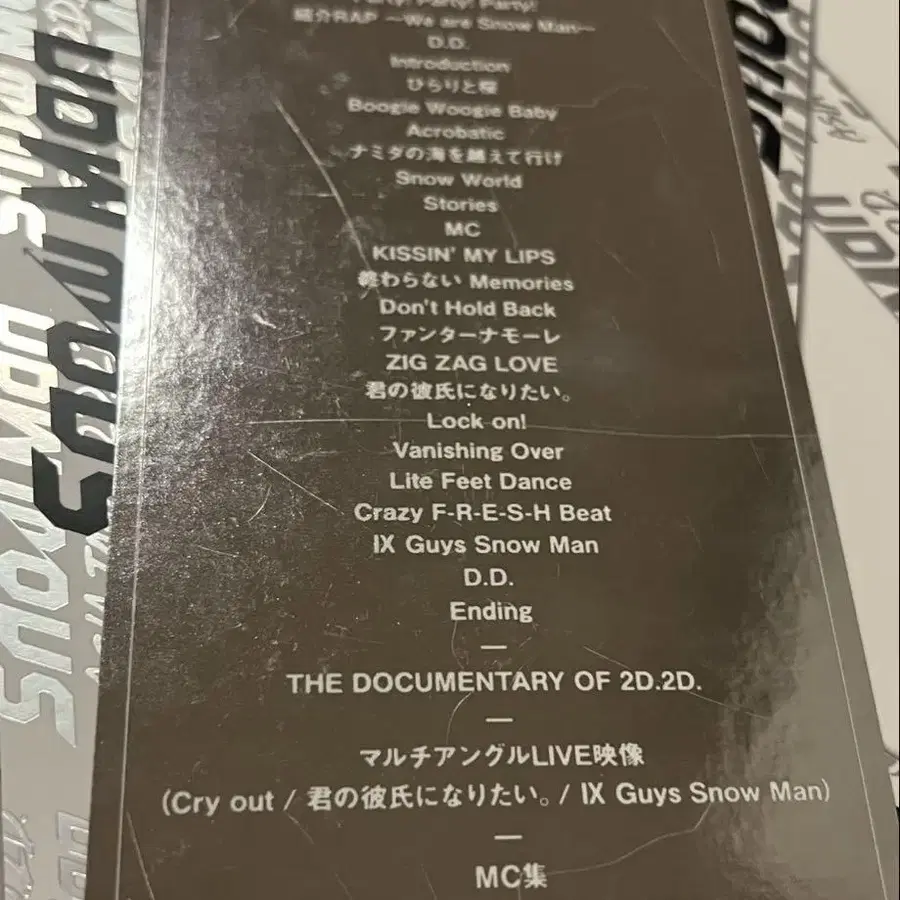 Party! Party! Party!
紹介RAP ～We are Snow Man～
D.D.
Introduction
ひらりと桜
Boogie Woogie Baby
Acrobatic
ナミダの海を越えて行け
Snow World
Stories
MC
KISSIN' MY LIPS
終わらない Memories
Don't Hold Back
ファンターナモーレ
ZIG ZAG LOVE
君の彼氏になりたい。
Lock on!
Vanishing Over
Lite Feet Dance
Crazy F-R-E-S-H Beat
IX Guys Snow Man
D.D.
Ending
—
THE DOCUMENTARY OF 2D.2D.
—
マルチアングルLIVE映像
(Cry out / 君の彼氏になりたい。/ IX Guys Snow Man)
—
MC集